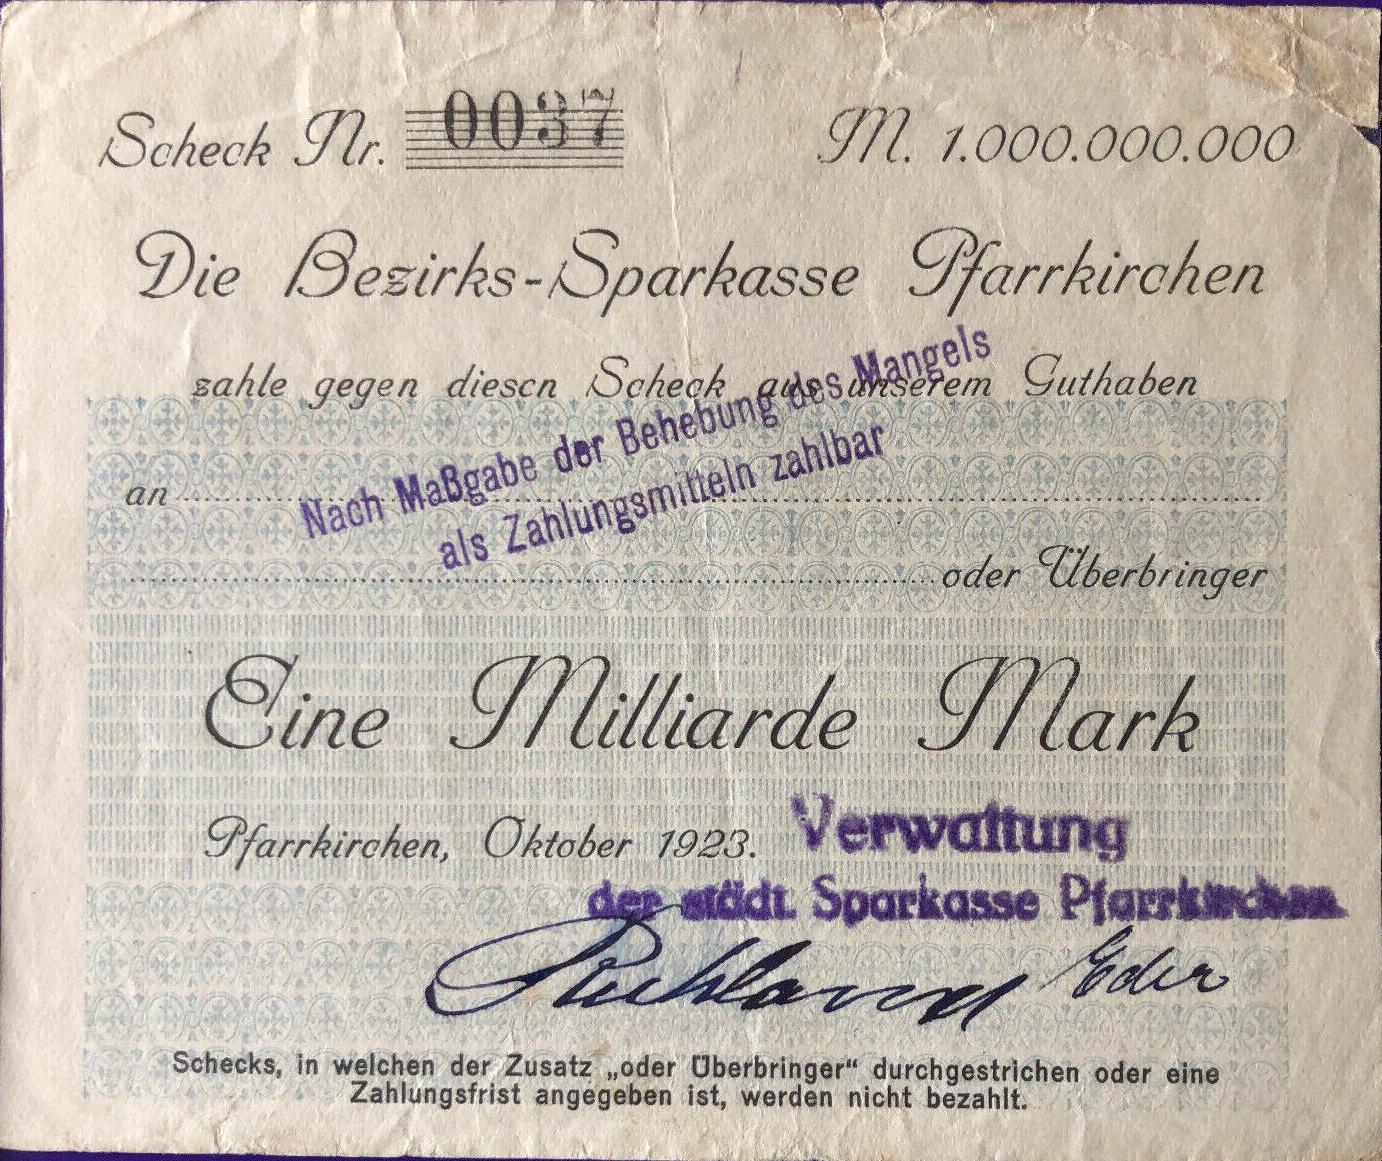 Scheck Nr. 0037
M. 1.000.000.000
Die Bezirks-Sparkasse Pfarrkirchen
zahle gegen diesen Scheck aus unserem Guthaben
an
oder Überbringer
Nach Maßgabe der Behebung des Mangels
als Zahlungsmitteln zahlbar
Eine Milliarde Mark
Pfarrkirchen, Oktober 1923.
Verwaltung
der städt. Sparkasse Pfarrkirchen
Eder
Schecks, in welchen der Zusatz „oder Überbringer“ durchgestrichen oder eine
Zahlungsfrist angegeben ist, werden nicht bezahlt.